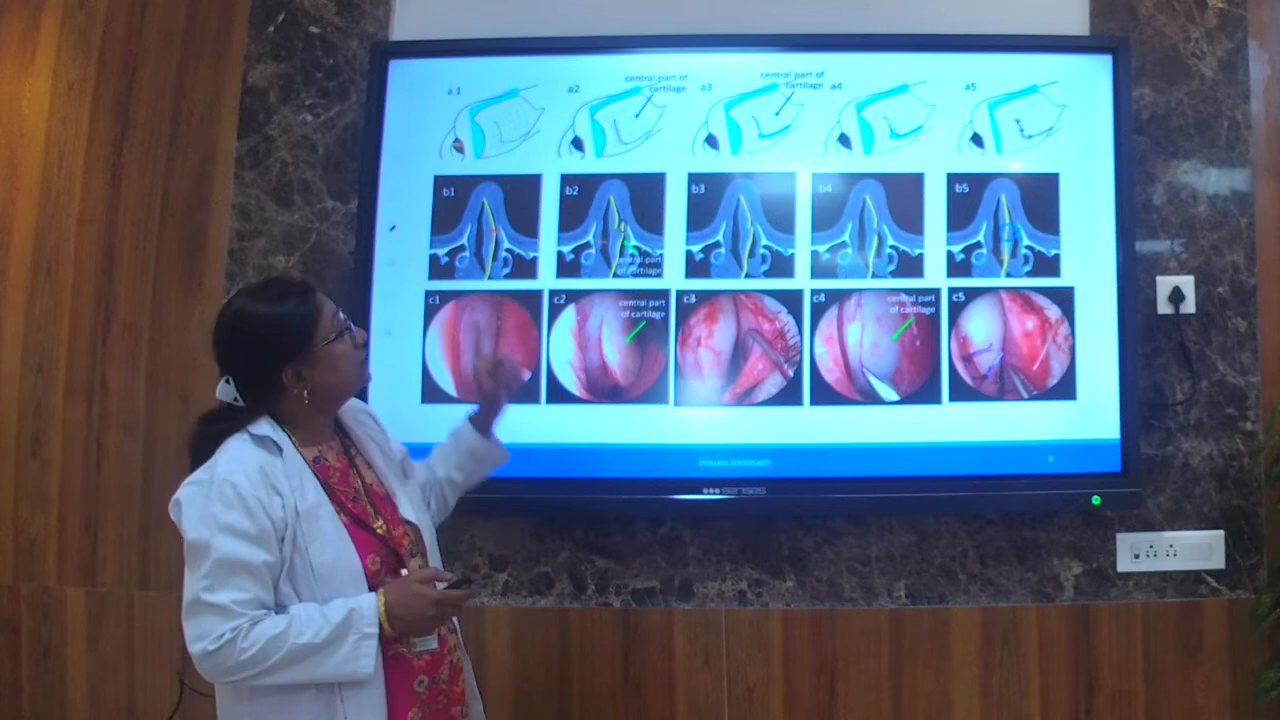 a 1
a2
central part of
cartilage
a3
central part of
cartilage
a4
a5
b1
b2
central part
of cartilage
b3
b4
b5
c1
c2
central part
of cartilage
c3
c4
central part
of cartilage
c5